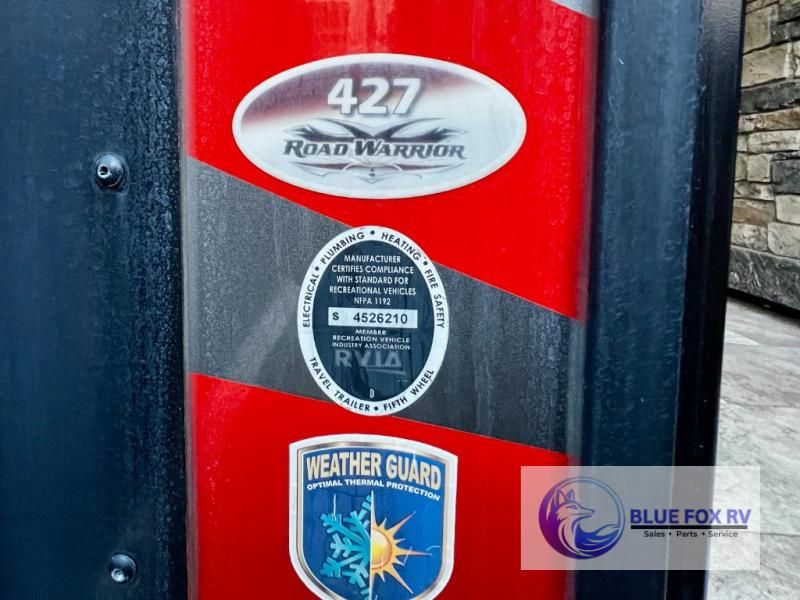 427
ROAD WARRIOR
ELECTRICAL • PLUMBING • HEATING • FIRE SAFETY
MANUFACTURER
CERTIFIES COMPLIANCE
WITH STANDARD FOR
RECREATIONAL VEHICLES
NFPA 1192
S 4526210
MEMBER
RECREATION VEHICLE
INDUSTRY ASSOCIATION
RVIA
D
TRAVEL TRAILER • FIFTH WHEEL
WEATHER GUARD
OPTIMAL THERMAL PROTECTION
BLUE FOX RV
Sales • Parts • Service